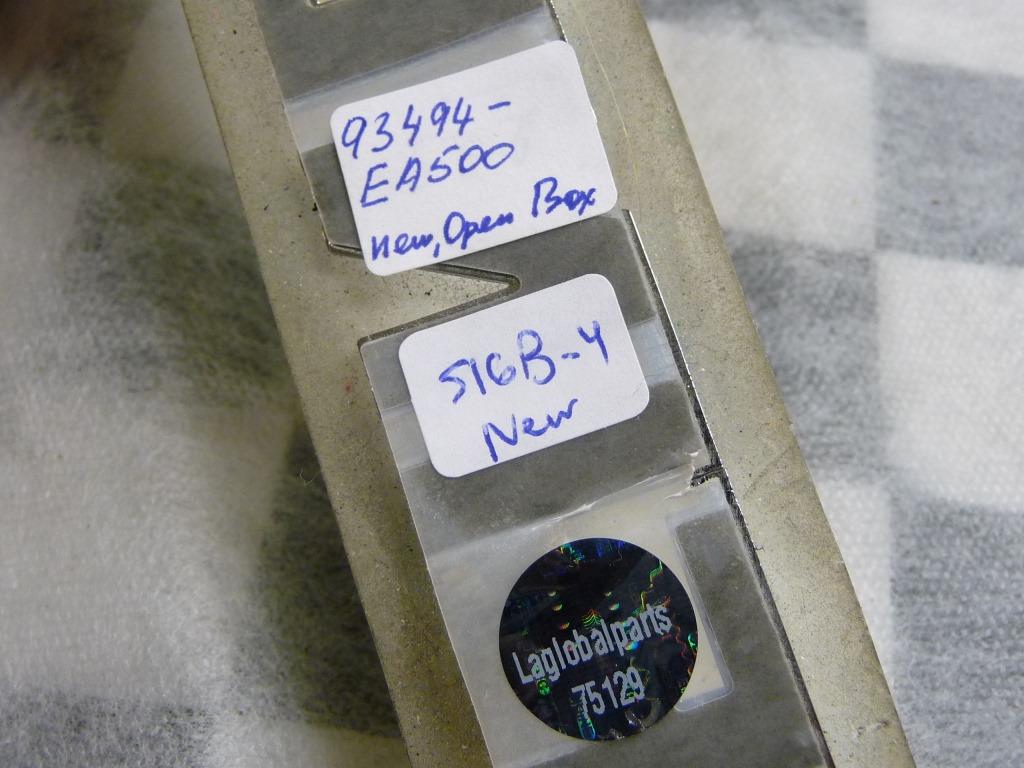 93494-
EA500
New, Open Box
516B-4
New
Laglobalparts
75129